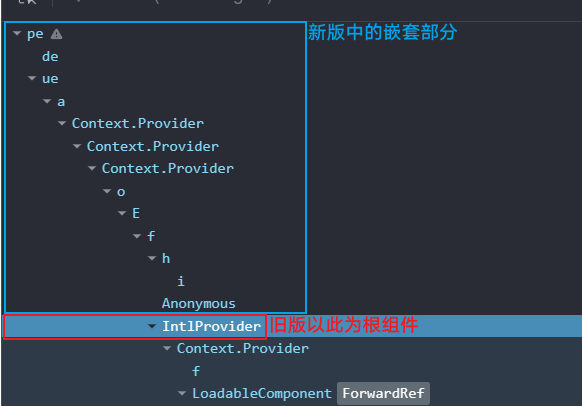 pe
新版中的嵌套部分
de
ue
a
Context.Provider
Context.Provider
Context.Provider
o
E
f
h
i
Anonymous
IntlProvider 旧版以此为根组件
Context.Provider
f
LoadableComponent ForwardRef